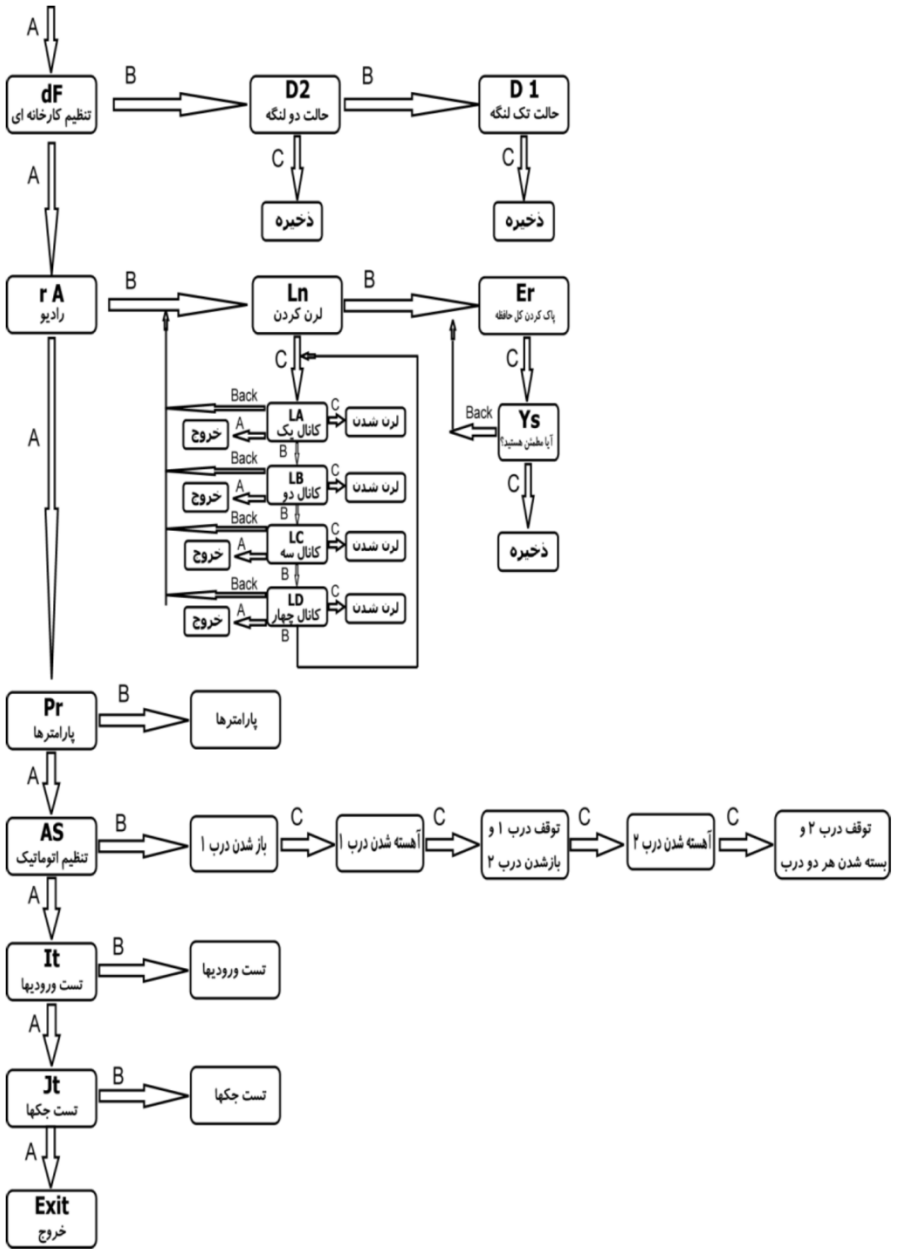 A
dF
تنظیم کارخانه ای
B
D2
حالت دو لنگه
B
D 1
حالت تک لنگه
C
ذخیره
C
ذخیره
A
r A
رادیو
B
Ln
لرن کردن
B
Er
پاک کردن کل حافظه
C
Ys
آیا مطمئن هستید؟
Back
C
ذخیره
C
LA
کانال یک
Back
A
خروج
C
لرن شدن
B
LB
کانال دو
Back
A
خروج
C
لرن شدن
B
LC
کانال سه
Back
A
خروج
C
لرن شدن
B
LD
کانال چهار
Back
A
خروج
C
لرن شدن
B
A
Pr
پارامترها
B
پارامترها
A
AS
تنظیم اتوماتیک
B
باز شدن درب 1
C
آهسته شدن درب 1
C
توقف درب 1 و
بازشدن درب ۲
C
آهسته شدن درب ۲
C
توقف درب ۲ و
بسته شدن هر دو درب
A
It
تست ورودیها
B
تست ورودیها
A
Jt
تست جکها
B
تست جکها
A
Exit
خروج